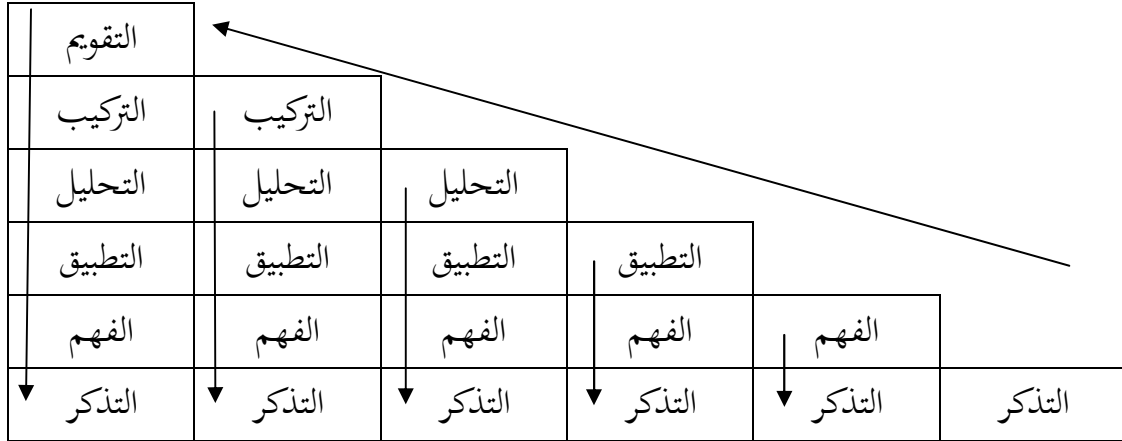 التقويم
التركيب التركيب
التحليل التحليل التحليل
التطبيق التطبيق التطبيق التطبيق
الفهم الفهم الفهم الفهم الفهم
التذكر التذكر التذكر التذكر التذكر التذكر